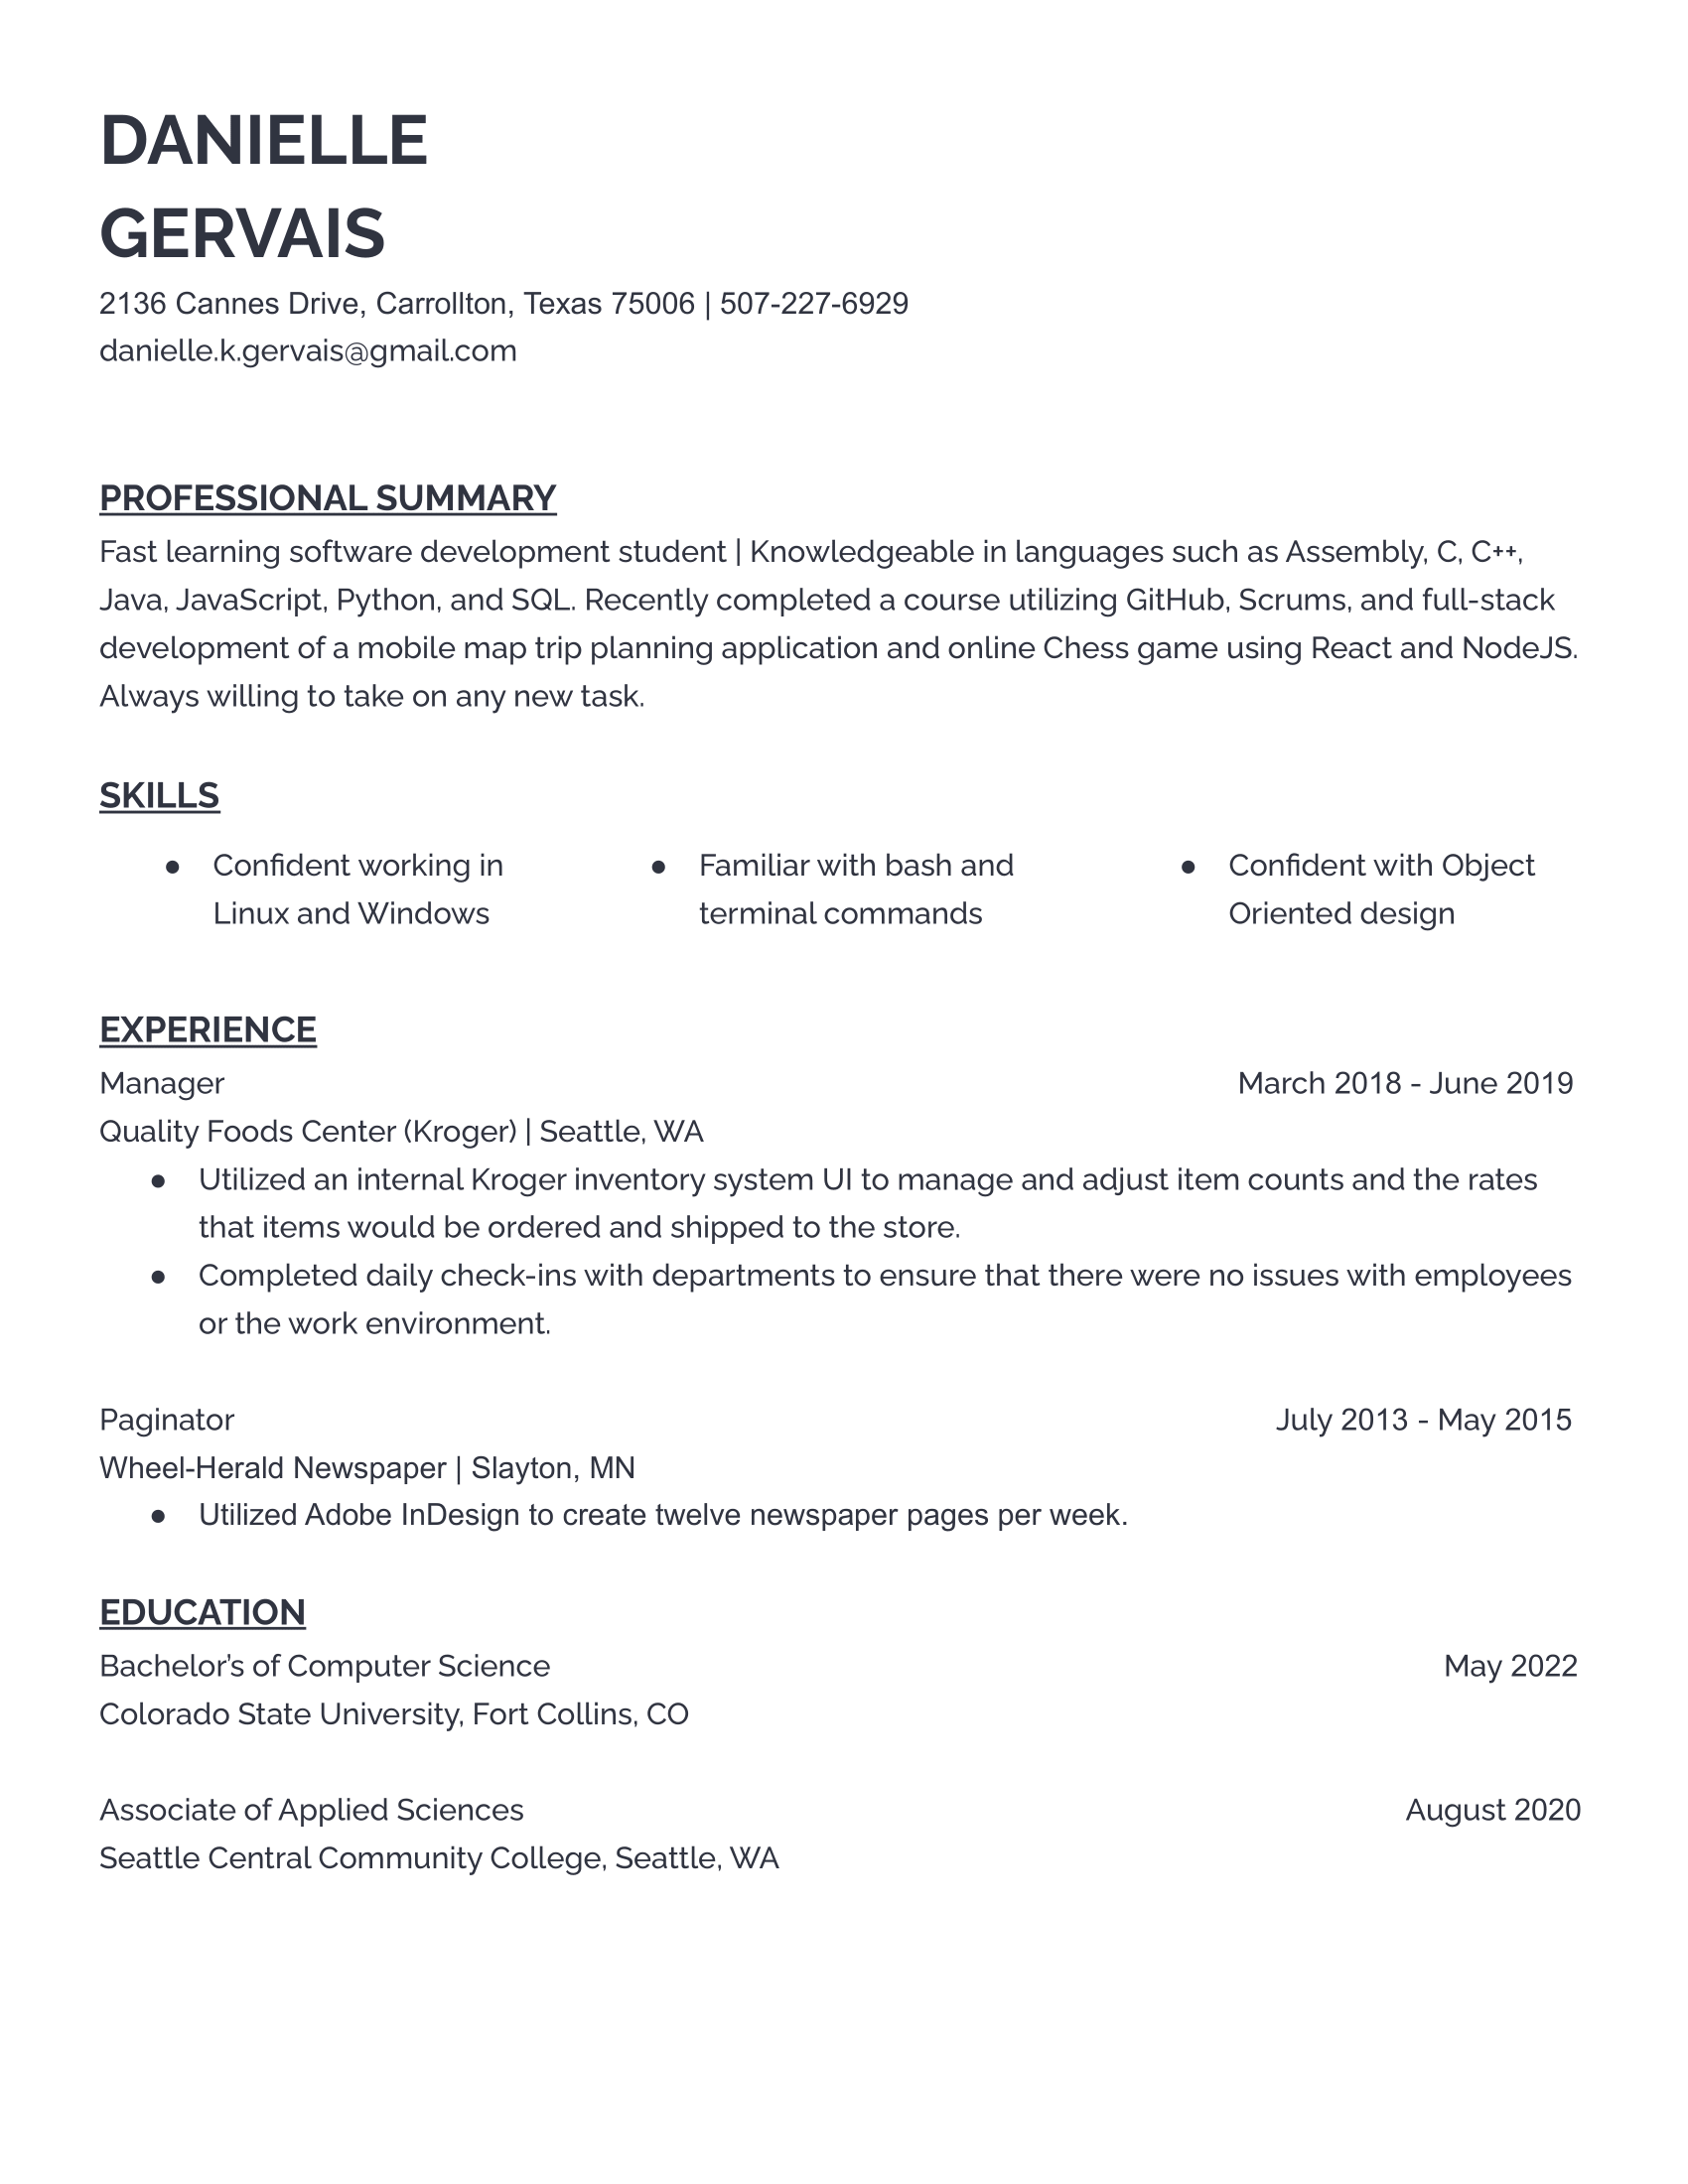 DANIELLE
GERVAIS
2136 Cannes Drive, Carrollton, Texas 75006 | 507-227-6929
danielle.k.gervais@gmail.com
PROFESSIONAL SUMMARY
Fast learning software development student | Knowledgeable in languages such as Assembly, C, C++,
Java, JavaScript, Python, and SQL. Recently completed a course utilizing GitHub, Scrums, and full-stack
development of a mobile map trip planning application and online Chess game using React and NodeJS.
Always willing to take on any new task.
SKILLS
● Confident working in
Linux and Windows
● Familiar with bash and
terminal commands
● Confident with Object
Oriented design
EXPERIENCE
Manager March 2018 - June 2019
Quality Foods Center (Kroger) | Seattle, WA
● Utilized an internal Kroger inventory system UI to manage and adjust item counts and the rates
that items would be ordered and shipped to the store.
● Completed daily check-ins with departments to ensure that there were no issues with employees
or the work environment.
Paginator July 2013 - May 2015
Wheel-Herald Newspaper | Slayton, MN
● Utilized Adobe InDesign to create twelve newspaper pages per week.
EDUCATION
Bachelor’s of Computer Science May 2022
Colorado State University, Fort Collins, CO
Associate of Applied Sciences August 2020
Seattle Central Community College, Seattle, WA